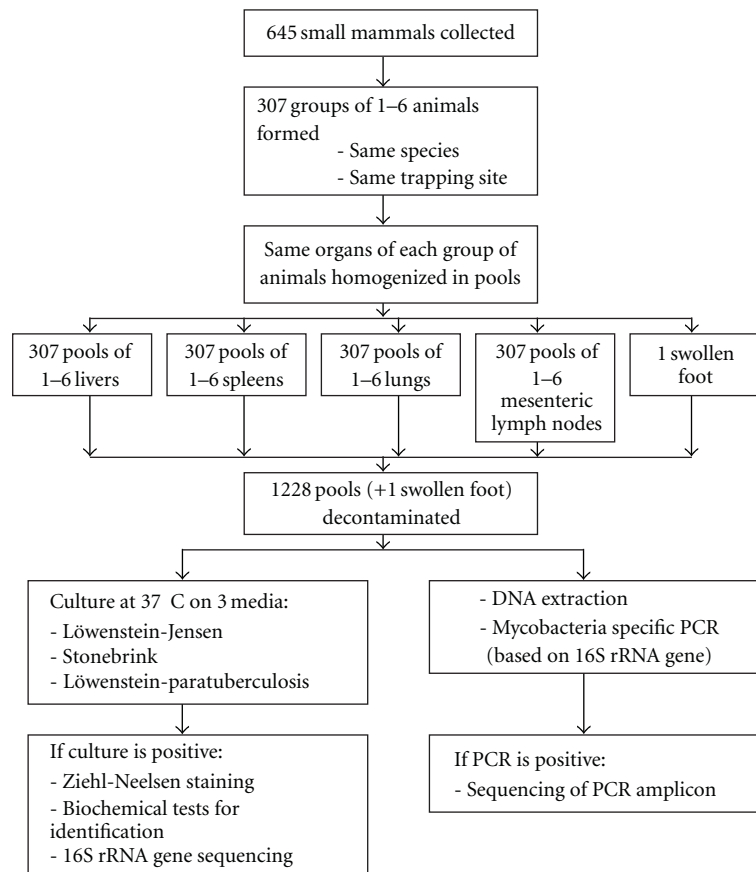 645 small mammals collected
307 groups of 1–6 animals
formed
- Same species
- Same trapping site
Same organs of each group of
animals homogenized in pools
307 pools of
1–6 livers
307 pools of
1–6 spleens
307 pools of
1–6 lungs
307 pools of
1–6
mesenteric
lymph nodes
1 swollen
foot
1228 pools (+1 swollen foot)
decontaminated
Culture at 37 C on 3 media:
- Löwenstein-Jensen
- Stonebrink
- Löwenstein-paratuberculosis
- DNA extraction
- Mycobacteria specific PCR
(based on 16S rRNA gene)
If culture is positive:
- Ziehl-Neelsen staining
- Biochemical tests for
identification
- 16S rRNA gene sequencing
If PCR is positive:
- Sequencing of PCR amplicon